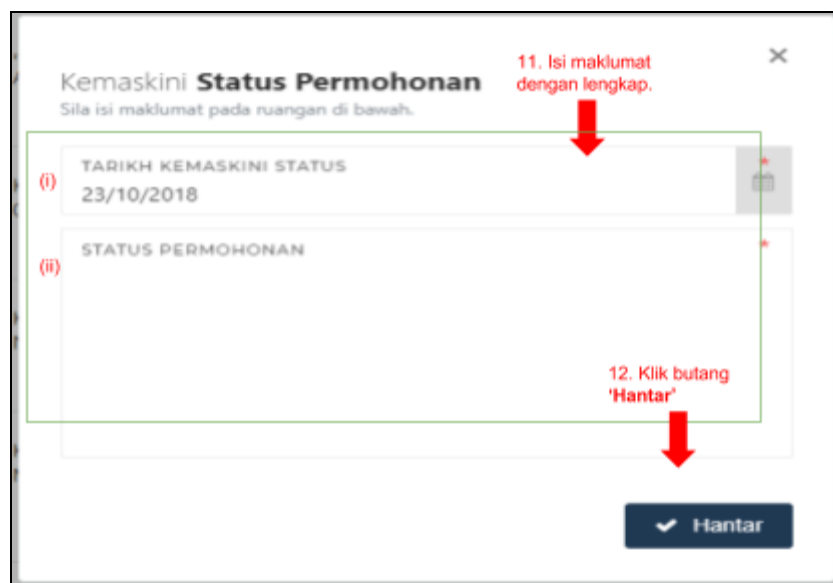 11. Isi maklumat
dengan lengkap.
×
Kemaskini Status Permohonan
Sila isi maklumat pada ruangan di bawah.
(i)
TARIKH KEMASKINI STATUS
*
23/10/2018
(ii)
STATUS PERMOHONAN
*
12. Klik butang
'Hantar'
Hantar